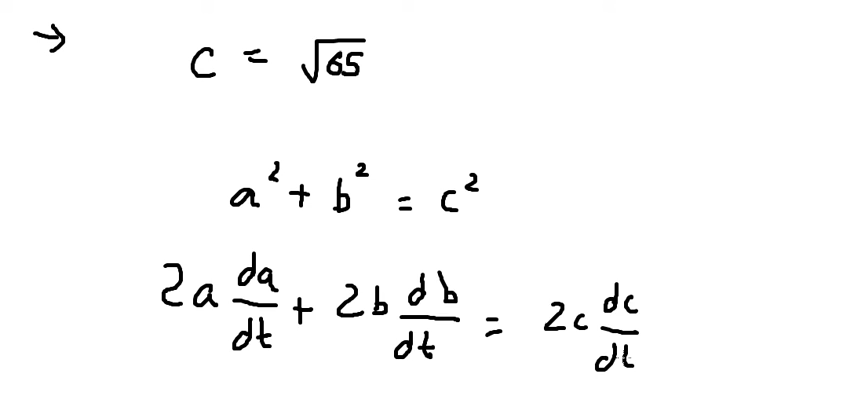 → c = √65
a² + b² = c²
2a da/dt + 2b db/dt = 2c dc/dt